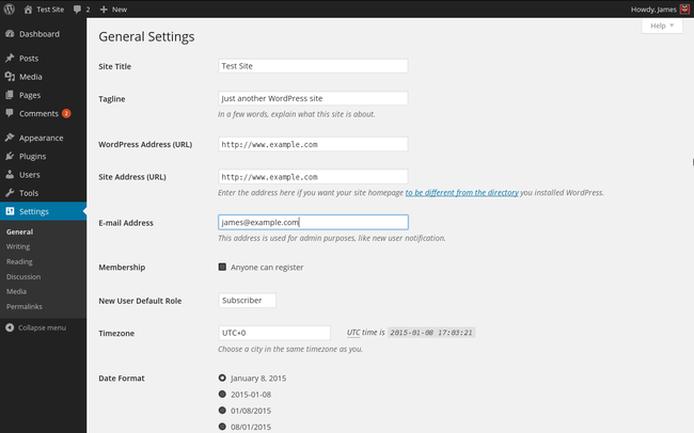 Test Site 2 New Howdy, James
Help
General Settings
Dashboard
Posts
Media
Pages
Comments 2
Appearance
Plugins
Users
Tools
Settings
General
Writing
Reading
Discussion
Media
Permalinks
Collapse menu
Site Title Test Site
Tagline Just another WordPress site
In a few words, explain what this site is about.
WordPress Address (URL) http://www.example.com
Site Address (URL) http://www.example.com
Enter the address here if you want your site homepage to be different from the directory you installed WordPress.
E-mail Address james@example.com
This address is used for admin purposes, like new user notification.
Membership Anyone can register
New User Default Role Subscriber
Timezone UTC+0 UTC time is 2015-01-08 17:03:21
Choose a city in the same timezone as you.
Date Format January 8, 2015
2015-01-08
01/08/2015
08/01/2015